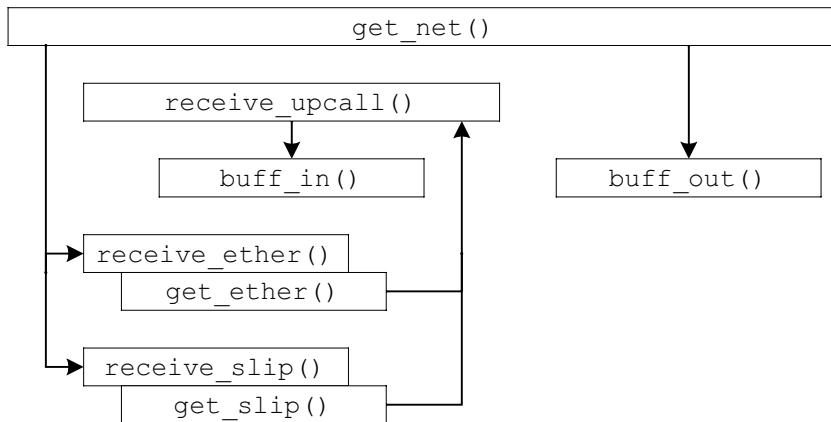 get_net()
receive_upcall()
buff_in()
buff_out()
receive_ether()
get_ether()
receive_slip()
get_slip()